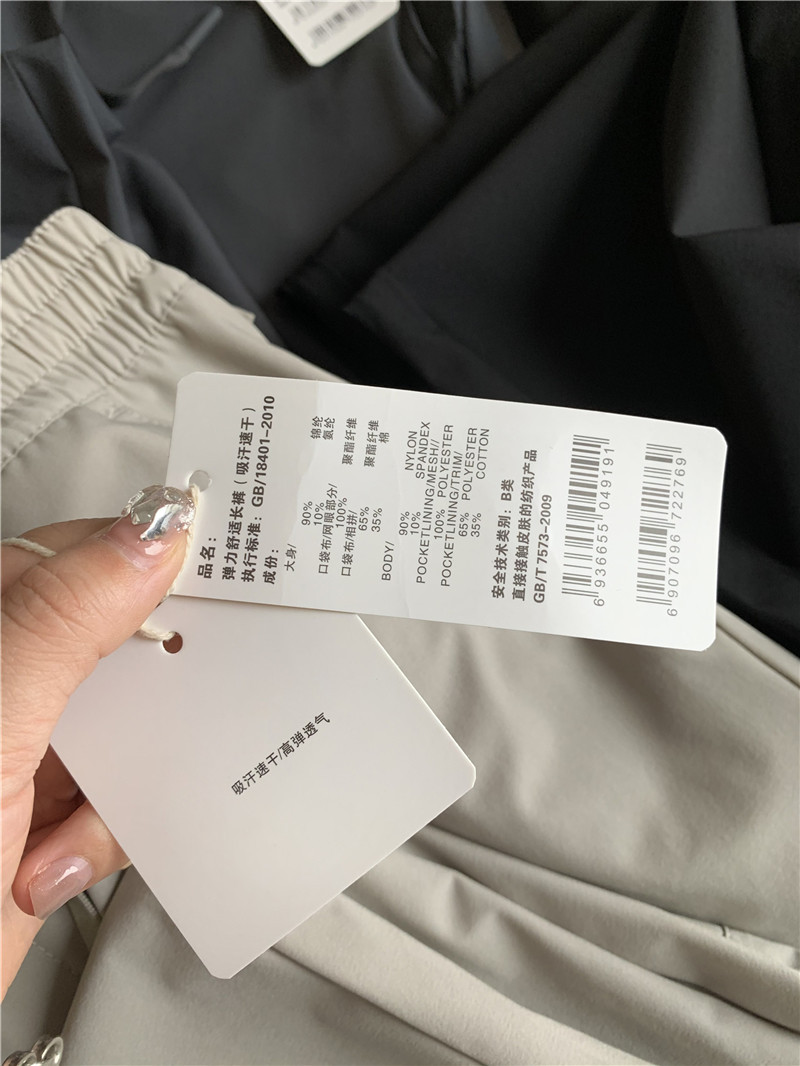 品名：
弹力舒适长裤（吸汗速干）
执行标准：GB/18401-2010
成份：
大身/ 90% 锦纶
10% 氨纶
口袋布/网眼部分/ 100% 聚酯纤维
口袋布/相拼/ 65% 聚酯纤维
35% 棉
BODY/ 90% NYLON
10% SPANDEX
POCKETLINING/MESH//
100% POLYESTER
POCKETLINING/TRIM/
65% POLYESTER
35% COTTON
安全技术类别：B类
直接接触皮肤的纺织产品
GB/T 7573-2009
6 936655 049191
6 907096 722769
吸汗速干/高弹透气